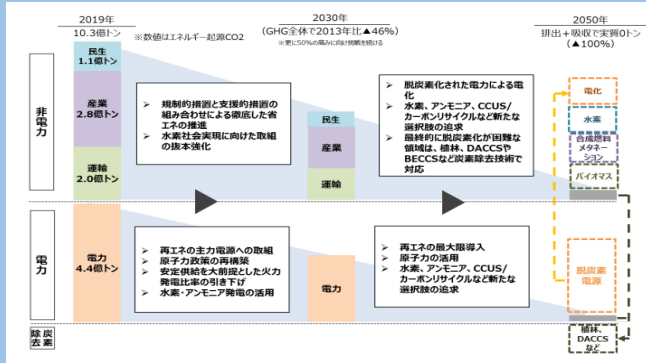 2019年
10.3億トン
※数値はエネルギー起源CO2
2030年
(GHG全体で2013年比▲46%)
※更に50%の高みに向け挑戦を続ける
2050年
排出+吸収で実質0トン
(▲100%)
非電力
民生
1.1億トン
産業
2.8億トン
運輸
2.0億トン
➢ 規制的措置と支援的措置の
組み合わせによる徹底した省
エネの推進
➢ 水素社会実現に向けた取組
の抜本強化
民生
産業
運輸
➢ 脱炭素化された電力による電
化
➢ 水素、アンモニア、CCUS/
カーボンリサイクルなど新たな
選択肢の追求
➢ 最終的に脱炭素化が困難な
領域は、植林、DACCSや
BECCSなど炭素除去技術で
対応
電化
水素
合成燃料
メタネー
ション
バイオマス
電力
電力
4.4億トン
➢ 再エネの主力電源への取組
➢ 原子力政策の再構築
➢ 安定供給を大前提とした火力
発電比率の引き下げ
➢ 水素・アンモニア発電の活用
電力
➢ 再エネの最大限導入
➢ 原子力の活用
➢ 水素、アンモニア、CCUS/
カーボンリサイクルなど新たな
選択肢の追求
脱炭素
電源
炭素除去
植林、
DACCS
など